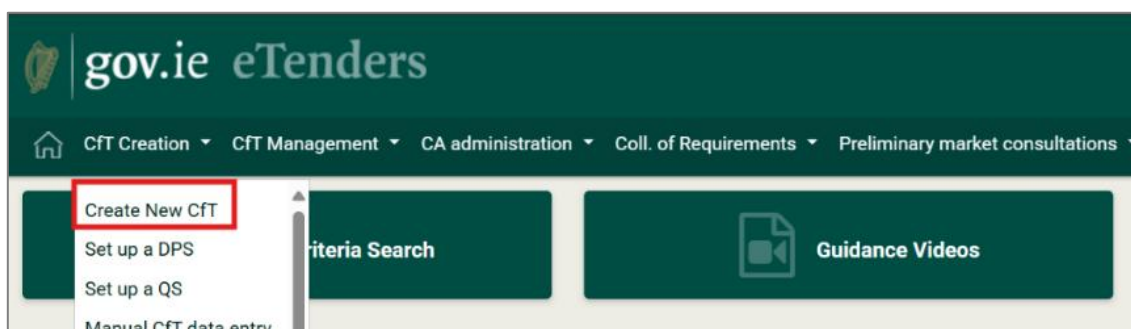 gov.ie eTenders
CfT Creation CfT Management CA administration Coll. of Requirements Preliminary market consultations
Create New CfT
Set up a DPS
riteria Search
Guidance Videos
Set up a QS
Manual CfT data entry